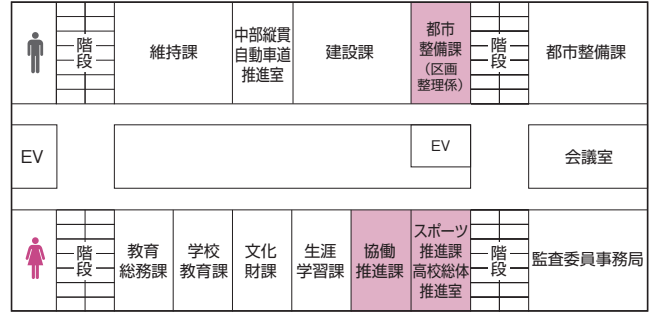 階段
維持課
中部縦貫
自動車道
推進室
建設課
都市
整備課
（区画
整理係）
階段
都市整備課
EV
EV
会議室
階段
教育
総務課
学校
教育課
文化
財課
生涯
学習課
協働
推進課
スポーツ
推進課
高校総体
推進室
階段
監査委員事務局